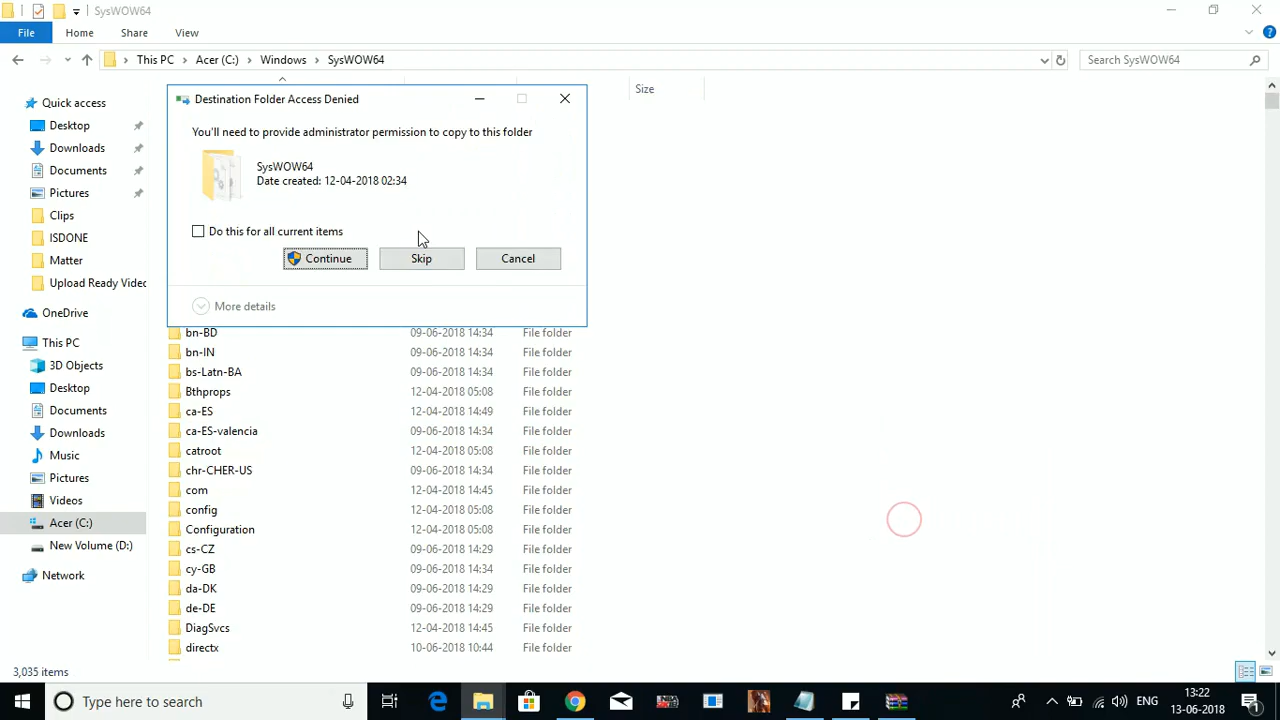 SysWOW64
File
Home
Share
View
This PC
Acer (C:)
Windows
SysWOW64
Search SysWOW64
Size
Destination Folder Access Denied
You'll need to provide administrator permission to copy to this folder
SysWOW64
Date created: 12-04-2018 02:34
Do this for all current items
Continue
Skip
Cancel
More details
Quick access
Desktop
Downloads
Documents
Pictures
Clips
ISDONE
Matter
Upload Ready Video
OneDrive
This PC
3D Objects
Desktop
Documents
Downloads
Music
Pictures
Videos
Acer (C:)
New Volume (D:)
Network
bn-BD 09-06-2018 14:34 File folder
bn-IN 09-06-2018 14:34 File folder
bs-Latn-BA 09-06-2018 14:34 File folder
Bthprops 12-04-2018 05:08 File folder
ca-ES 12-04-2018 14:49 File folder
ca-ES-valencia 09-06-2018 14:34 File folder
catroot 12-04-2018 05:08 File folder
chr-CHER-US 09-06-2018 14:34 File folder
com 12-04-2018 14:45 File folder
config 12-04-2018 05:08 File folder
Configuration 12-04-2018 05:08 File folder
cs-CZ 09-06-2018 14:29 File folder
cy-GB 09-06-2018 14:34 File folder
da-DK 09-06-2018 14:29 File folder
de-DE 09-06-2018 14:29 File folder
DiagSvcs 12-04-2018 14:45 File folder
directx 10-06-2018 10:44 File folder
3,035 items
Type here to search
ENG
13:22
13-06-2018
1